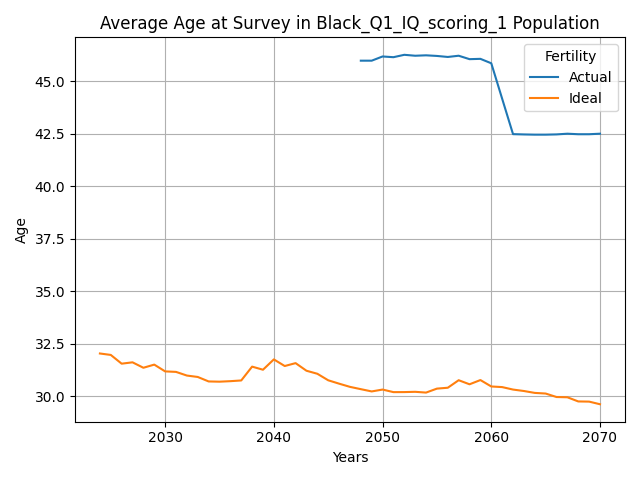 Average Age at Survey in Black_Q1_IQ_scoring_1 Population
Fertility
Actual
Ideal
45.0
42.5
40.0
37.5
35.0
32.5
30.0
Age
2030
2040
2050
2060
2070
Years